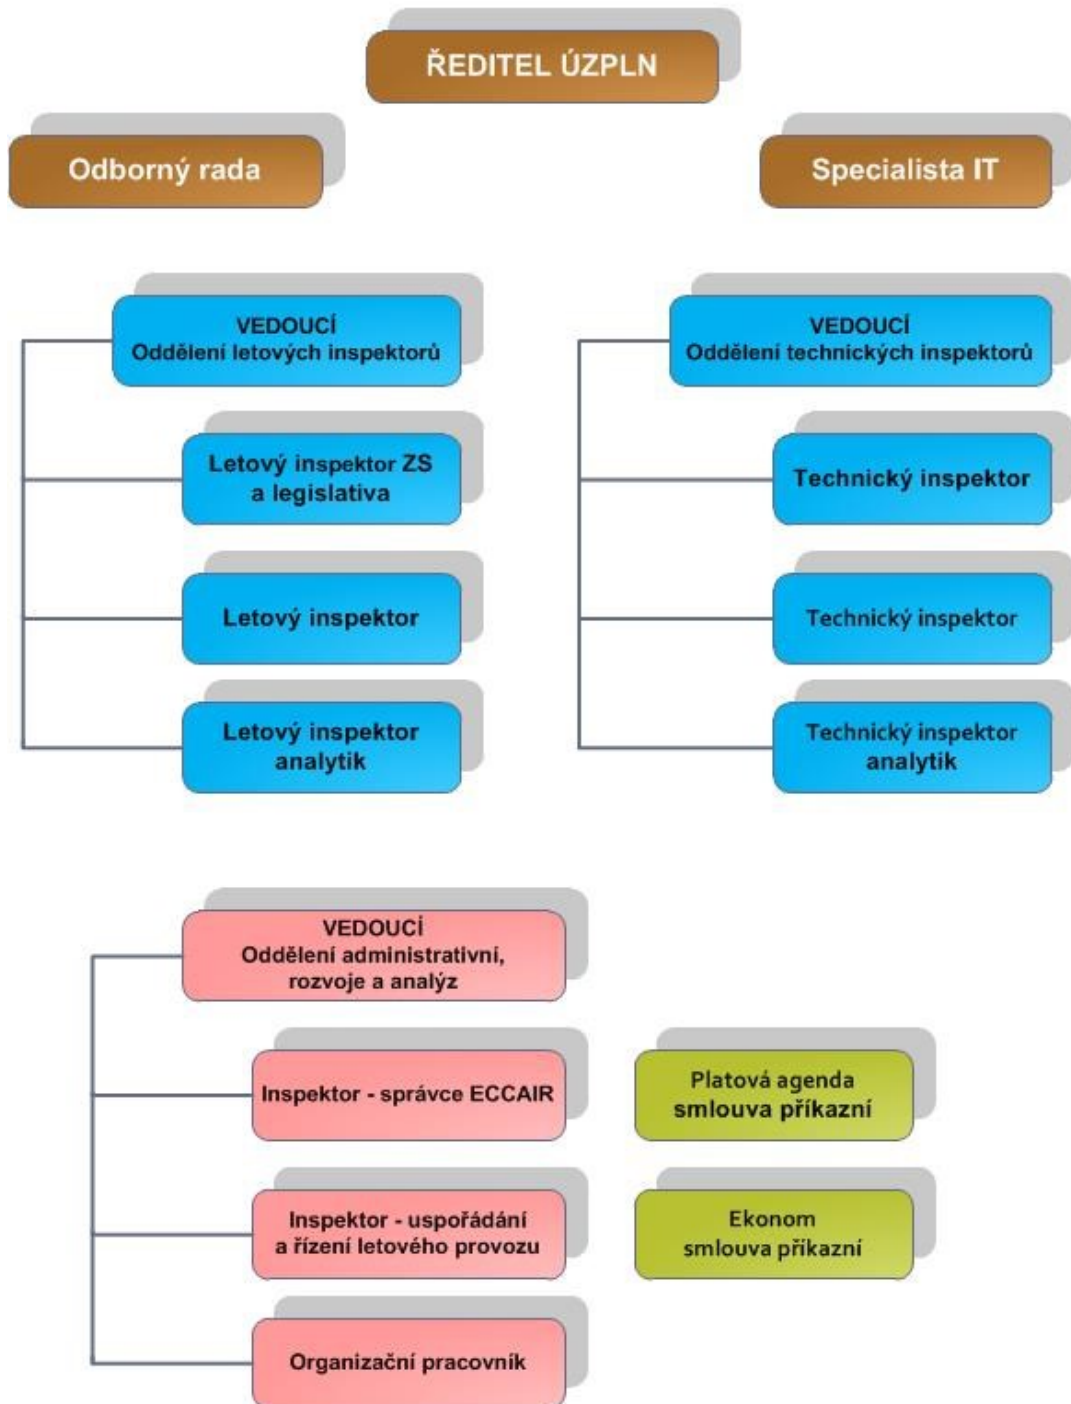 ŘEDITEL ÚZPLN
Odborný rada
Specialista IT
VEDOUCÍ
Oddělení letových inspektorů
Letový inspektor ZS
a legislativa
Letový inspektor
Letový inspektor
analytik
VEDOUCÍ
Oddělení technických inspektorů
Technický inspektor
Technický inspektor
Technický inspektor
analytik
VEDOUCÍ
Oddělení administrativní,
rozvoje a analýz
Inspektor - správce ECCAIR
Inspektor - uspořádání
a řízení letového provozu
Organizační pracovník
Platová agenda
smlouva příkazní
Ekonom
smlouva příkazní